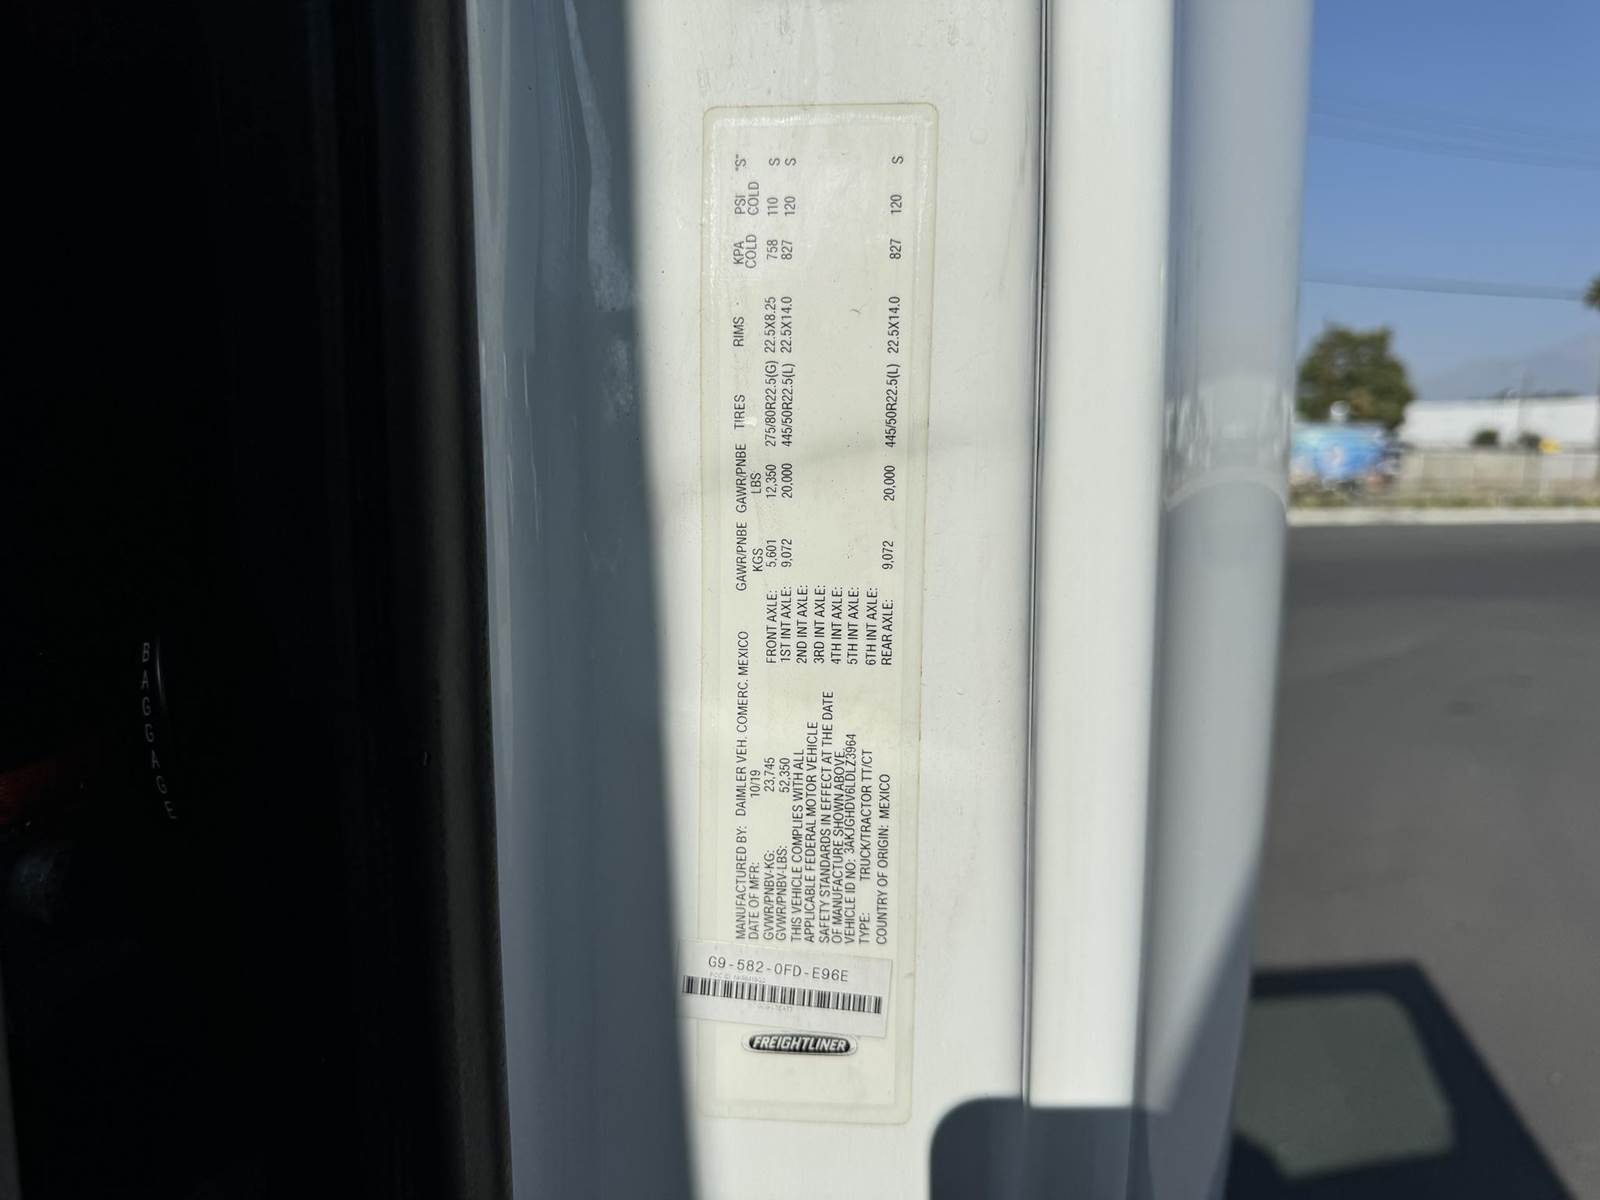 MANUFACTURED BY: DAIMLER VEH. COMERC. MEXICO
DATE OF MFR: 10/19
GVWR/PNBV-KG: 23,745
GVWR/PNBV-LBS: 52,350
THIS VEHICLE COMPLIES WITH ALL
APPLICABLE FEDERAL MOTOR VEHICLE
SAFETY STANDARDS IN EFFECT AT THE DATE
OF MANUFACTURE SHOWN ABOVE.
VEHICLE ID NO: 3AKJGHDV6LDLZ3964
TYPE: TRUCK/TRACTOR TT/CT
COUNTRY OF ORIGIN: MEXICO
GAWR/PNBE GAWR/PNBE TIRES RIMS KPA PSI "S"
KGS LBS COLD COLD
FRONT AXLE: 5,601 12,350 275/80R22.5(G) 22.5X8.25 758 110 S
1ST INT AXLE: 9,072 20,000 445/50R22.5(L) 22.5X14.0 827 120 S
2ND INT AXLE:
3RD INT AXLE:
4TH INT AXLE:
5TH INT AXLE:
6TH INT AXLE:
REAR AXLE: 9,072 20,000 445/50R22.5(L) 22.5X14.0 827 120 S
G9-582-0FD-E96E
FREIGHTLINER
BAGGAGE